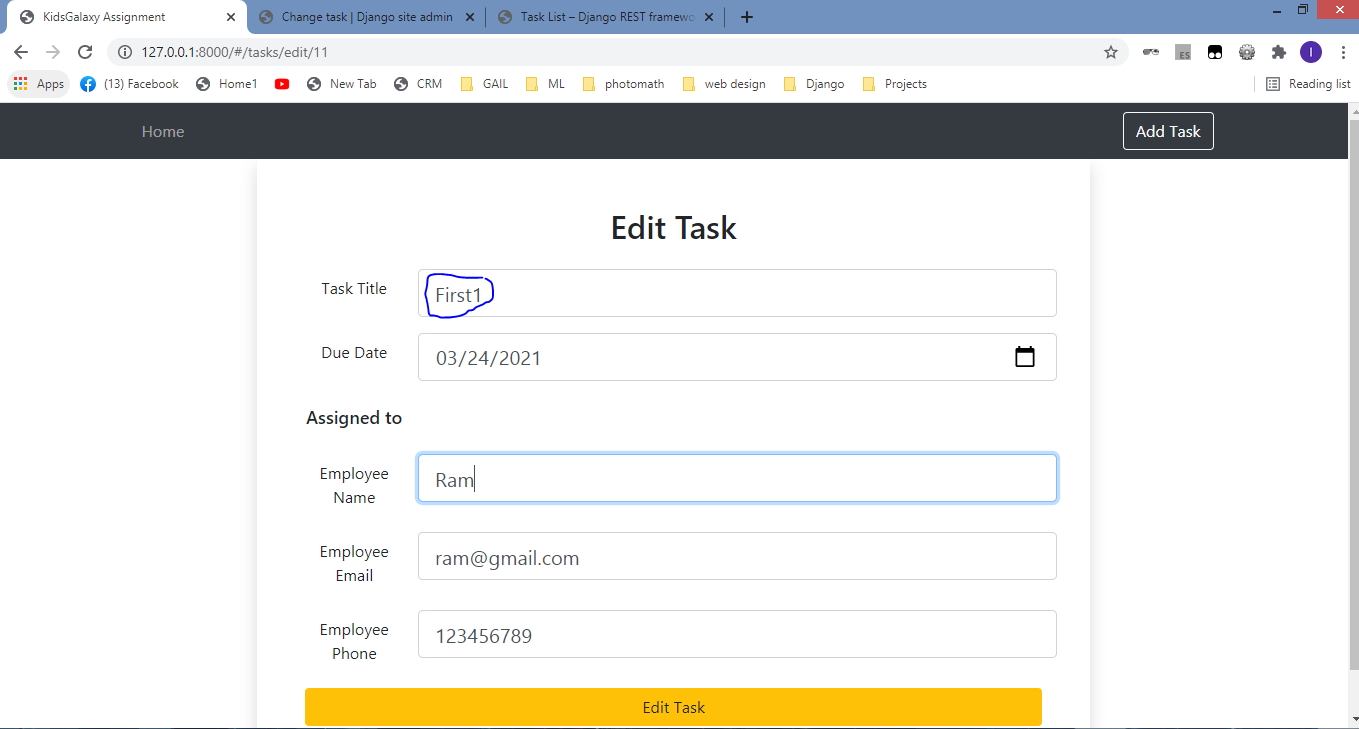 KidsGalaxy Assignment
Change task | Django site admin
Task List – Django REST framewo
127.0.0.1:8000/#/tasks/edit/11
ES
I
Apps
(13) Facebook
Home1
New Tab
CRM
GAIL
ML
photomath
web design
Django
Projects
Reading list
Home
Add Task
Edit Task
Task Title
First1
Due Date
03/24/2021
Assigned to
Employee
Name
Ram
Employee
Email
ram@gmail.com
Employee
Phone
123456789
Edit Task